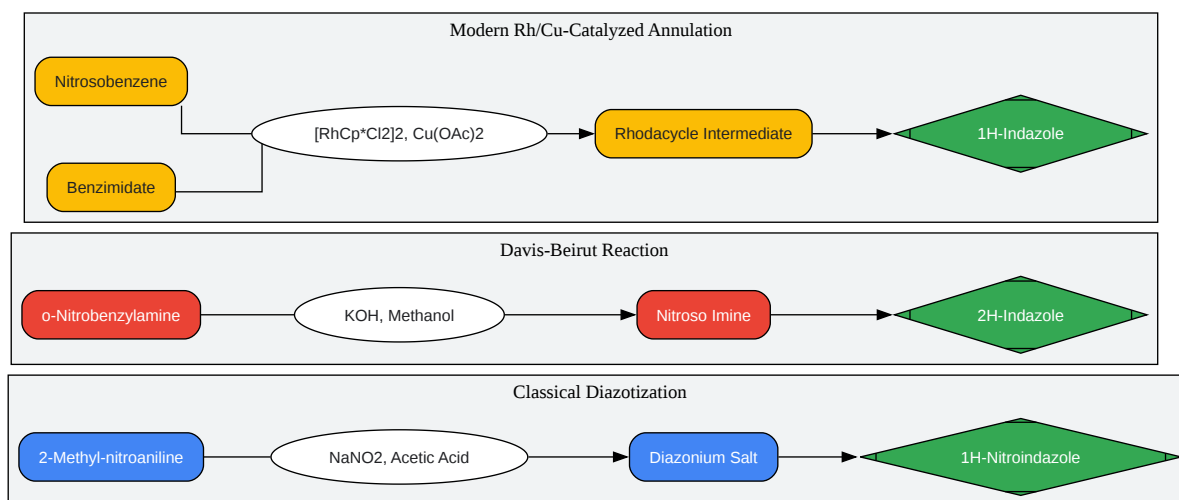 Modern Rh/Cu-Catalyzed Annulation
Nitrosobenzene
[RhCp*Cl2]2, Cu(OAc)2
Rhodacycle Intermediate
1H-Indazole
Benzimidate
Davis-Beirut Reaction
o-Nitrobenzylamine
KOH, Methanol
Nitroso Imine
2H-Indazole
Classical Diazotization
2-Methyl-nitroaniline
NaNO2, Acetic Acid
Diazonium Salt
1H-Nitroindazole